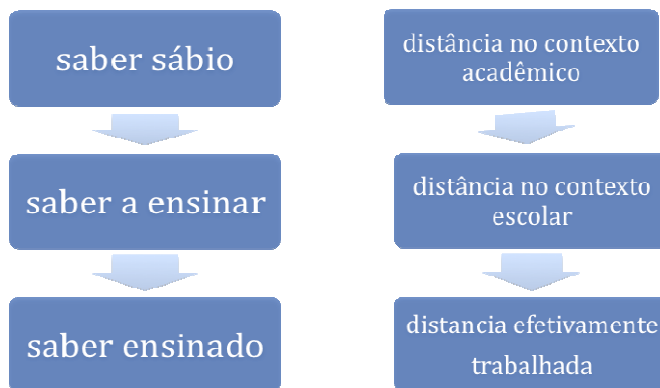 saber sábio
saber a ensinar
saber ensinado
distância no contexto
acadêmico
distância no contexto
escolar
distancia efetivamente
trabalhada